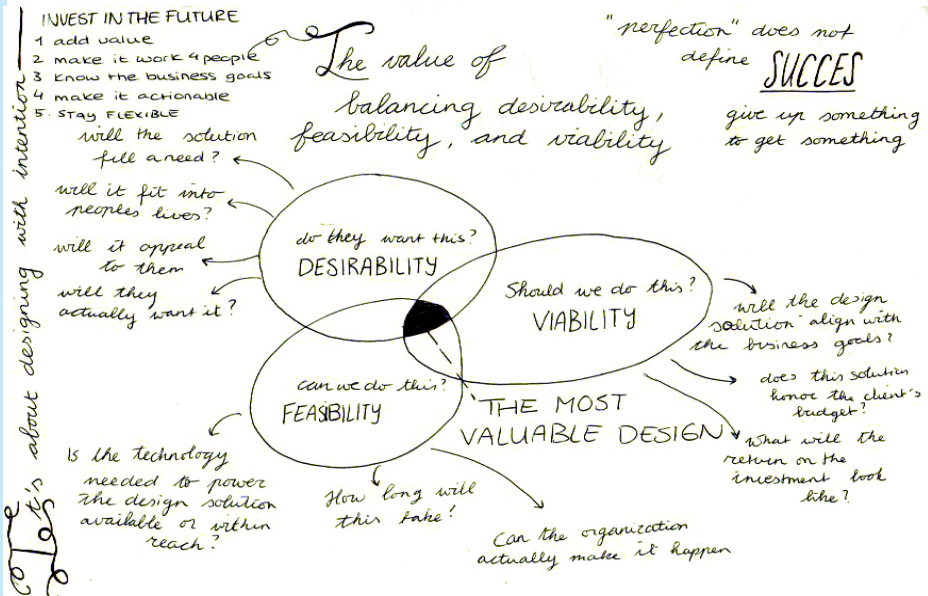 INVEST IN THE FUTURE
1 add value
2 make it work 4 people
3 know the business goals
4 make it actionable
5. STAY FLEXIBLE
The value of
balancing desirability,
feasibility, and viability
"perfection" does not
define SUCCES
give up something
to get something
will the solution
fill a need?
will it fit into
peoples lives?
will it appeal
to them
will they
actually want it?
do they want this?
DESIRABILITY
Should we do this?
VIABILITY
can we do this?
FEASIBILITY
THE MOST
VALUABLE DESIGN
will the design
solution align with
the business goals?
does this solution
honor the client's
budget?
what will the
return on the
investment look
like?
Is the technology
needed to power
the design solution
available or within
reach?
How long will
this take!
Can the organization
actually make it happen
It's about designing with intention